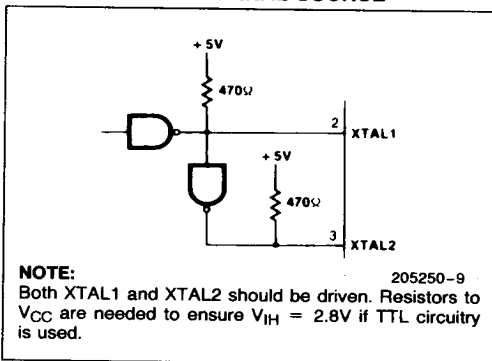 + 5V
470Ω
2
XTAL1
+ 5V
470Ω
3
XTAL2
NOTE:
205250-9
Both XTAL1 and XTAL2 should be driven. Resistors to
VCC are needed to ensure VIH = 2.8V if TTL circuitry
is used.